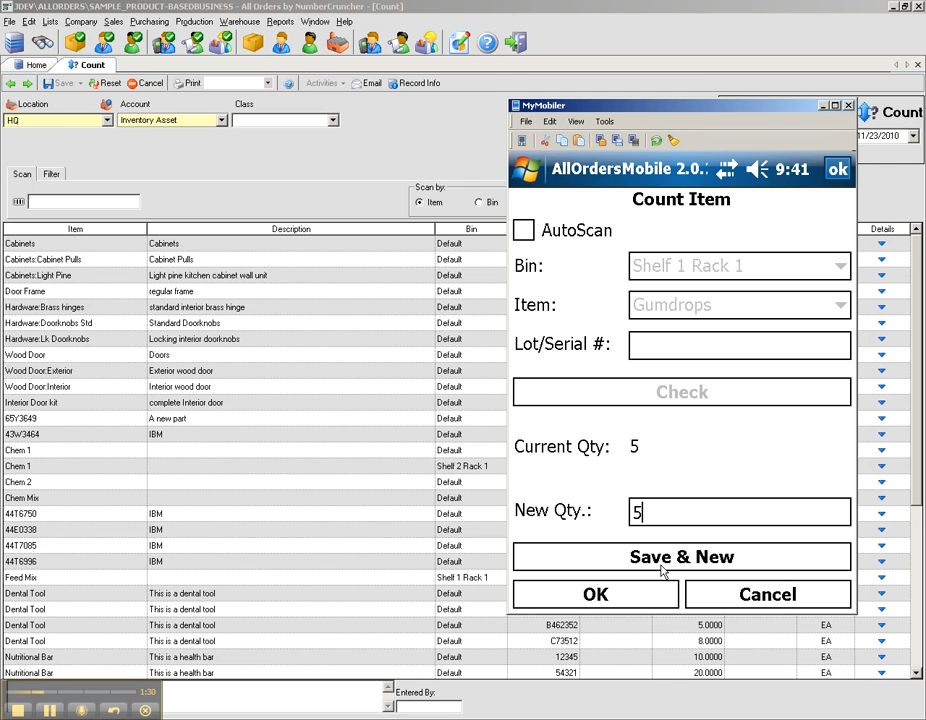 JDEV\ALLORDERS\SAMPLE_PRODUCT-BASEDBUSINESS - All Orders by NumberCruncher - [Count]
File Edit Lists Company Sales Purchasing Production Warehouse Reports Window Help
Home Count
Save Reset Cancel Print Activities Email Record Info
Location Account Class
HQ Inventory Asset
Count
11/23/2010
Scan Filter
Scan by:
Item Bin
Item Description Bin Details
Cabinets Cabinets Default
Cabinets:Cabinet Pulls Cabinet Pulls Default
Cabinets:Light Pine Light pine kitchen cabinet wall unit Default
Door Frame regular frame Default
Hardware:Brass hinges standard interior brass hinge Default
Hardware:Doorknobs Std Standard Doorknobs Default
Hardware:Lk Doorknobs Locking interior doorknobs Default
Wood Door Doors Default
Wood Door:Exterior Exterior wood door Default
Wood Door:Interior Interior wood door Default
Interior Door kit complete Interior door Default
65Y3649 A new part Default
43W3464 IBM Default
Chem 1 Default
Chem 1 Shelf 2 Rack 1
Chem 2 Default
Chem Mix Default
44T6750 IBM Default
44E0338 IBM Default
44T7085 IBM Default
44T6996 IBM Default
Feed Mix Shelf 1 Rack 1
Dental Tool This is a dental tool Default
Dental Tool This is a dental tool Default
Dental Tool This is a dental tool Default B462352 5.0000 EA
Dental Tool This is a dental tool Default C73512 8.0000 EA
Nutritional Bar This is a health bar Default 12345 10.0000 EA
Nutritional Bar This is a health bar Default 54321 20.0000 EA
Entered By:
1:30
MyMobiler
File Edit View Tools
AllOrdersMobile 2.0.: 9:41 ok
Count Item
AutoScan
Bin: Shelf 1 Rack 1
Item: Gumdrops
Lot/Serial #:
Check
Current Qty: 5
New Qty.: 5
Save & New
OK Cancel